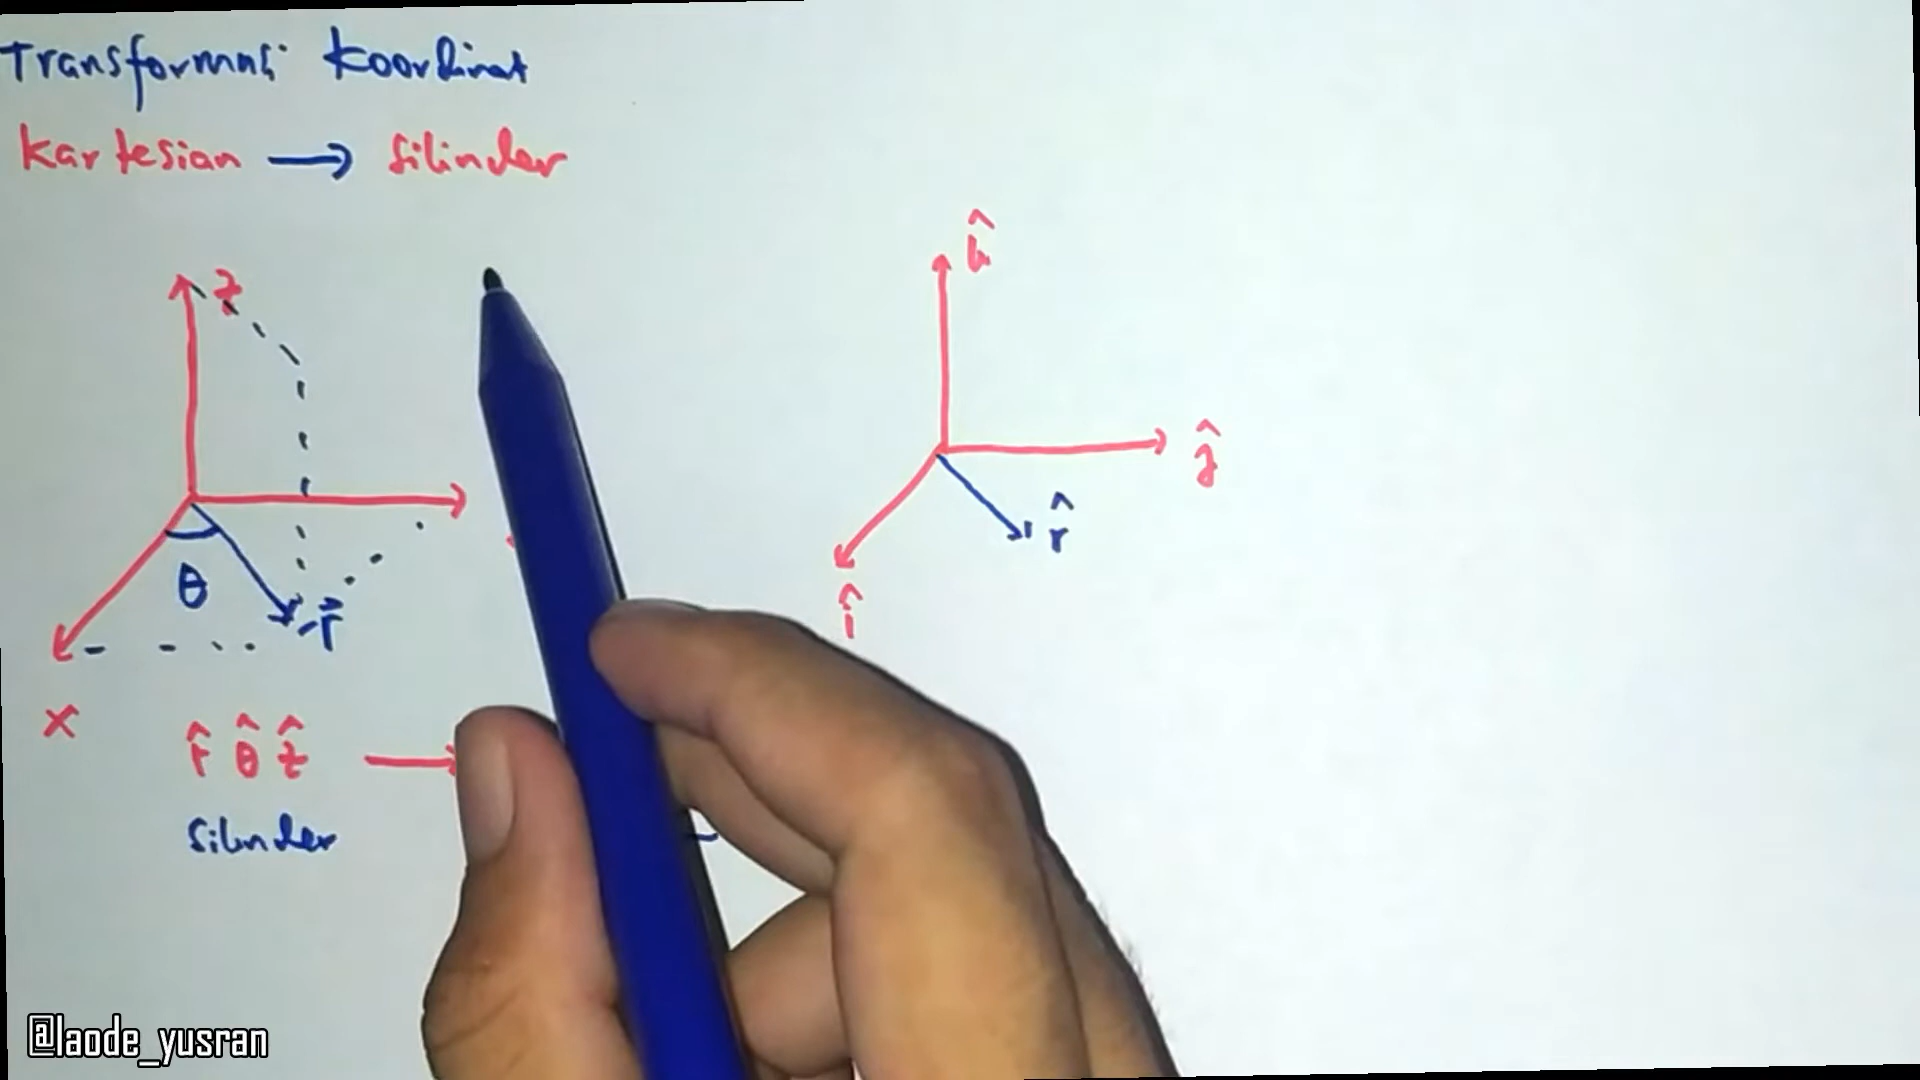 Transformasi Koordinat
Kartesian → Silinder
z
θ
r⃗
x
r̂ θ̂ ẑ →
Silinder
k̂
ĵ
r̂
î
@laode_yusran